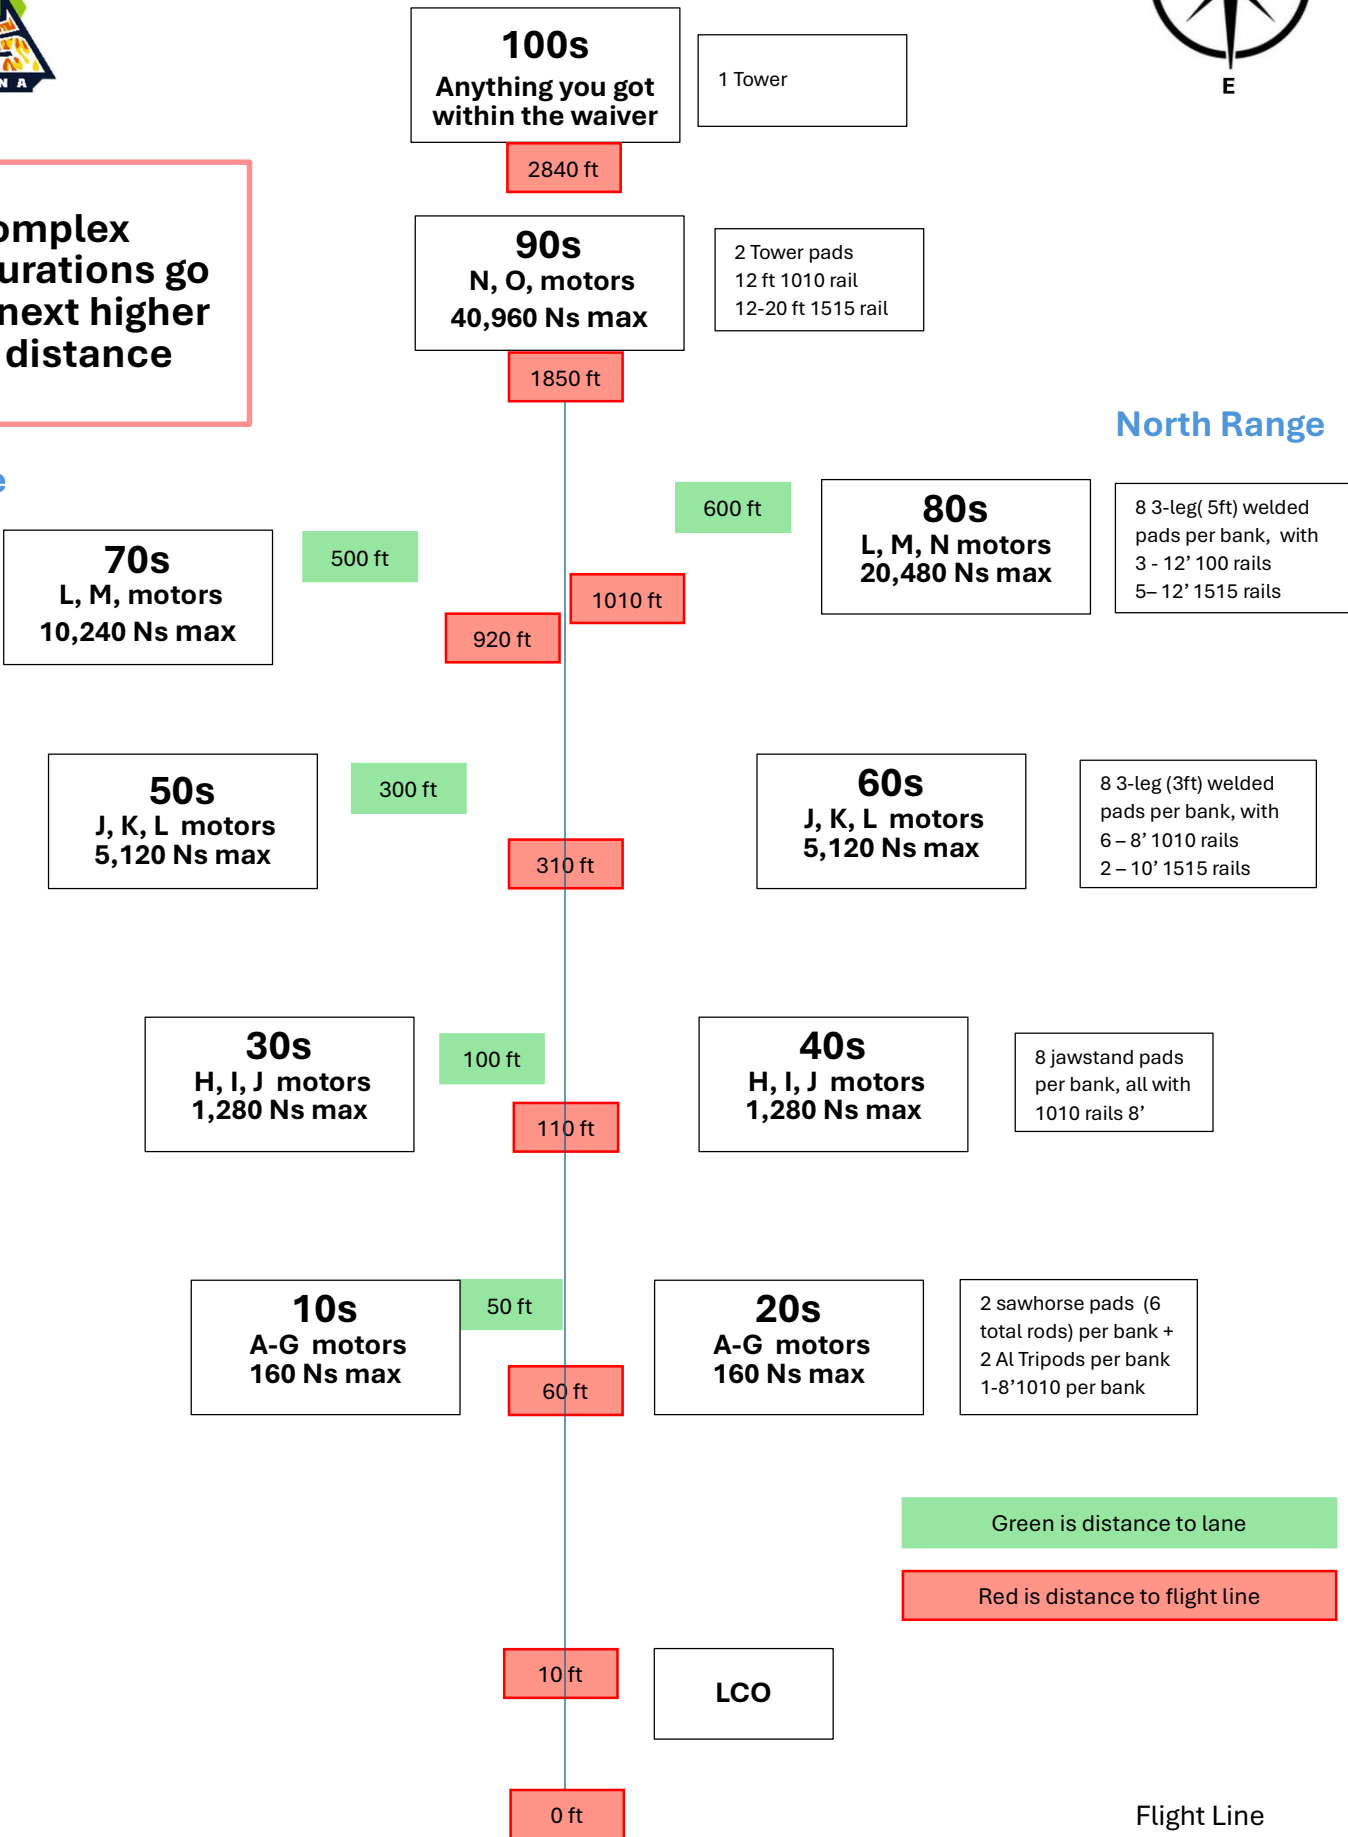 N A
E
100s
Anything you got
within the waiver
1 Tower
2840 ft
omplex
urations go
next higher
distance
90s
N, O, motors
40,960 Ns max
2 Tower pads
12 ft 1010 rail
12-20 ft 1515 rail
1850 ft
North Range
e
600 ft
80s
L, M, N motors
20,480 Ns max
8 3-leg( 5ft) welded
pads per bank,  with
3 - 12’ 100 rails
5– 12’ 1515 rails
70s
L, M, motors
10,240 Ns max
500 ft
1010 ft
920 ft
50s
J, K, L  motors
5,120 Ns max
300 ft
310 ft
60s
J, K, L  motors
5,120 Ns max
8 3-leg (3ft) welded
pads per bank, with
6 – 8’ 1010 rails
2 – 10’ 1515 rails
30s
H, I, J  motors
1,280 Ns max
100 ft
110 ft
40s
H, I, J  motors
1,280 Ns max
8 jawstand pads
per bank, all with
1010 rails 8’
10s
A-G  motors
160 Ns max
50 ft
60 ft
20s
A-G  motors
160 Ns max
2 sawhorse pads  (6
total rods) per bank +
2 Al Tripods per bank
1-8’1010 per bank
Green is distance to lane
Red is distance to flight line
10 ft
LCO
0 ft
Flight Line